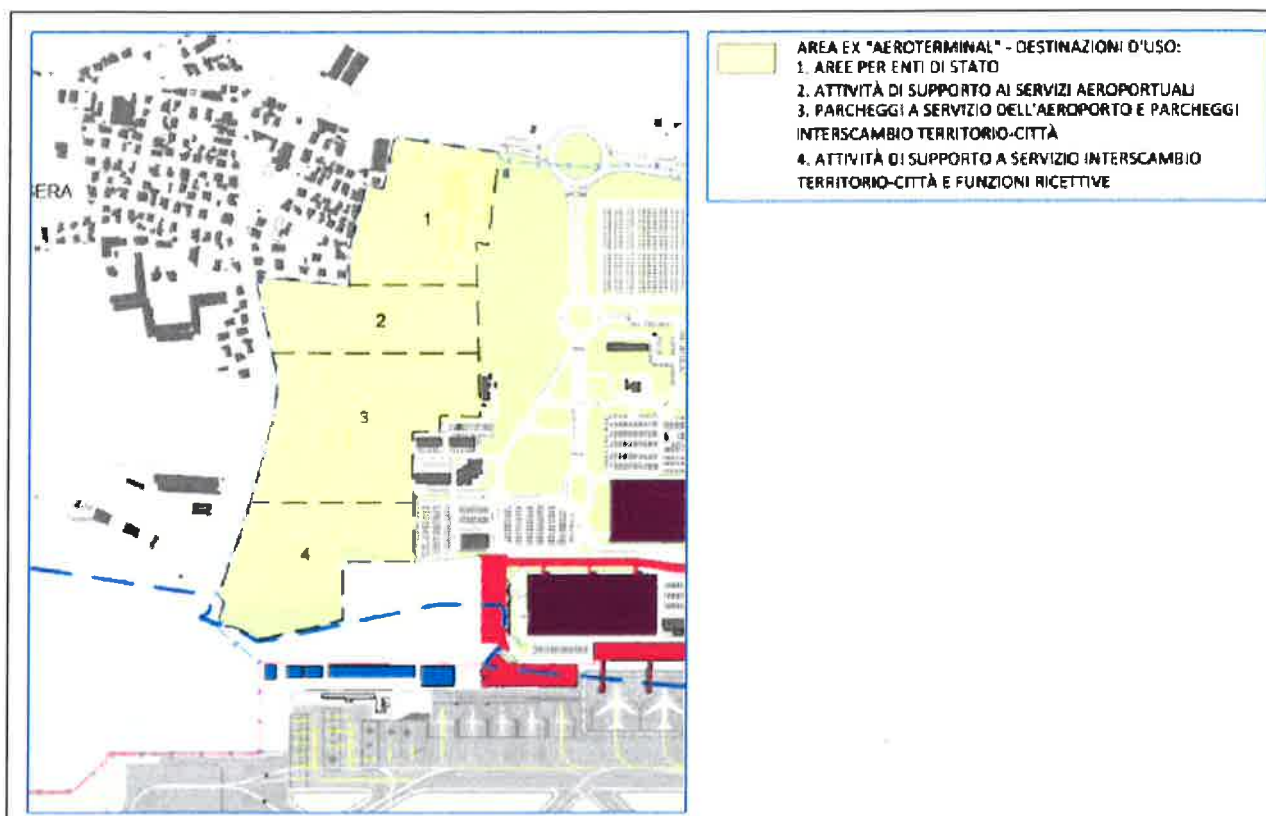 AREA EX "AEROTERMINAL" - DESTINAZIONI D'USO:
1. AREE PER ENTI DI STATO
2. ATTIVITÀ DI SUPPORTO AI SERVIZI AEROPORTUALI
3. PARCHEGGI A SERVIZIO DELL'AEROPORTO E PARCHEGGI
INTERSCAMBIO TERRITORIO-CITTÀ
4. ATTIVITÀ DI SUPPORTO A SERVIZIO INTERSCAMBIO
TERRITORIO-CITTÀ E FUNZIONI RICETTIVE
SERA
1
2
3
4